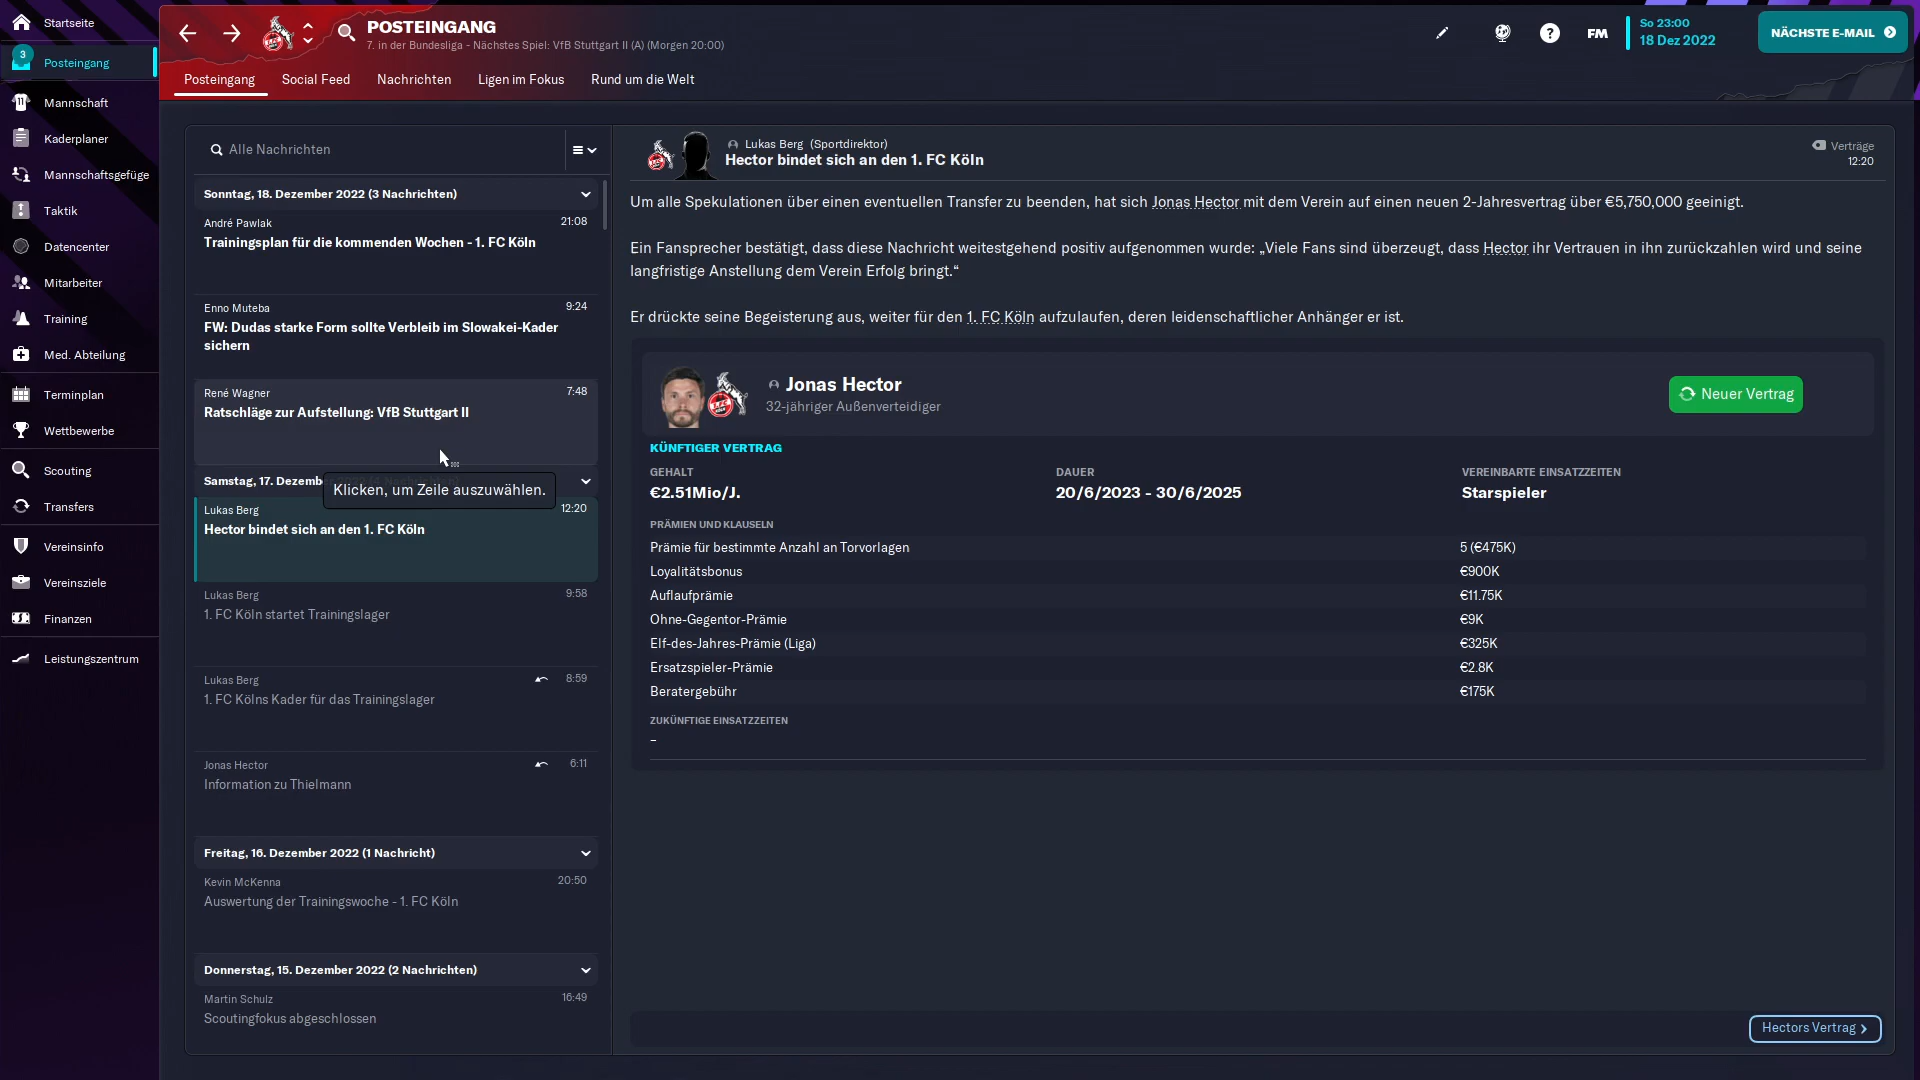 Startseite
3
Posteingang
Mannschaft
Kaderplaner
Mannschaftsgefüge
Taktik
Datencenter
Mitarbeiter
Training
Med. Abteilung
Terminplan
Wettbewerbe
Scouting
Transfers
Vereinsinfo
Vereinsziele
Finanzen
Leistungszentrum
POSTEINGANG
7. in der Bundesliga - Nächstes Spiel: VfB Stuttgart II (A) (Morgen 20:00)
FM
So 23:00
18 Dez 2022
NÄCHSTE E-MAIL
Posteingang
Social Feed
Nachrichten
Ligen im Fokus
Rund um die Welt
Alle Nachrichten
Sonntag, 18. Dezember 2022 (3 Nachrichten)
André Pawlak 21:08
Trainingsplan für die kommenden Wochen - 1. FC Köln
Enno Muteba 9:24
FW: Dudas starke Form sollte Verbleib im Slowakei-Kader
sichern
René Wagner 7:48
Ratschläge zur Aufstellung: VfB Stuttgart II
Samstag, 17. Dezemb
Klicken, um Zeile auszuwählen.
Lukas Berg 12:20
Hector bindet sich an den 1. FC Köln
Lukas Berg 9:58
1. FC Köln startet Trainingslager
Lukas Berg 8:59
1. FC Kölns Kader für das Trainingslager
Jonas Hector 6:11
Information zu Thielmann
Freitag, 16. Dezember 2022 (1 Nachricht)
Kevin McKenna 20:50
Auswertung der Trainingswoche - 1. FC Köln
Donnerstag, 15. Dezember 2022 (2 Nachrichten)
Martin Schulz 16:49
Scoutingfokus abgeschlossen
Lukas Berg (Sportdirektor)
Hector bindet sich an den 1. FC Köln
Verträge
12:20
Um alle Spekulationen über einen eventuellen Transfer zu beenden, hat sich Jonas Hector mit dem Verein auf einen neuen 2-Jahresvertrag über €5,750,000 geeinigt.
Ein Fansprecher bestätigt, dass diese Nachricht weitestgehend positiv aufgenommen wurde: „Viele Fans sind überzeugt, dass Hector ihr Vertrauen in ihn zurückzahlen wird und seine
langfristige Anstellung dem Verein Erfolg bringt.“
Er drückte seine Begeisterung aus, weiter für den 1. FC Köln aufzulaufen, deren leidenschaftlicher Anhänger er ist.
Jonas Hector
32-jähriger Außenverteidiger
Neuer Vertrag
KÜNFTIGER VERTRAG
GEHALT DAUER VEREINBARTE EINSATZZEITEN
€2.51Mio/J. 20/6/2023 - 30/6/2025 Starspieler
PRÄMIEN UND KLAUSELN
Prämie für bestimmte Anzahl an Torvorlagen 5 (€475K)
Loyalitätsbonus €900K
Auflaufprämie €11.75K
Ohne-Gegentor-Prämie €9K
Elf-des-Jahres-Prämie (Liga) €325K
Ersatzspieler-Prämie €2.8K
Beratergebühr €175K
ZUKÜNFTIGE EINSATZZEITEN
-
Hectors Vertrag